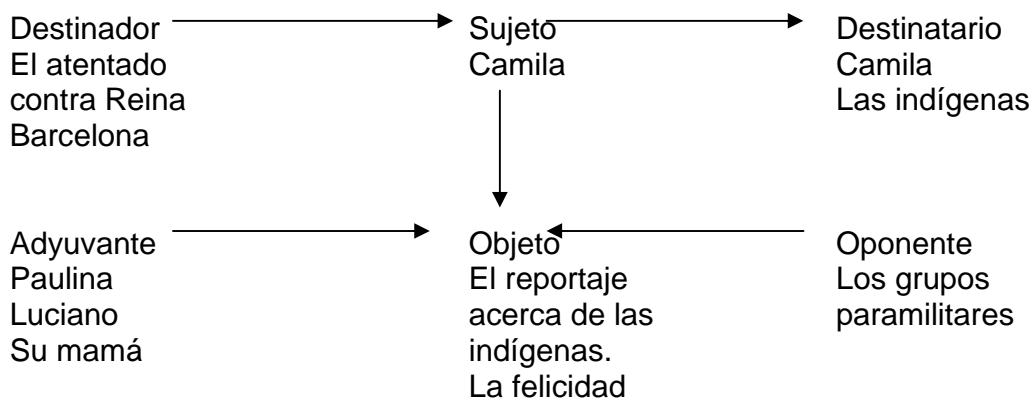 Destinador
El atentado
contra Reina
Barcelona
Sujeto
Camila
Destinatario
Camila
Las indígenas
Adyuvante
Paulina
Luciano
Su mamá
Objeto
El reportaje
acerca de las
indígenas.
La felicidad
Oponente
Los grupos
paramilitares